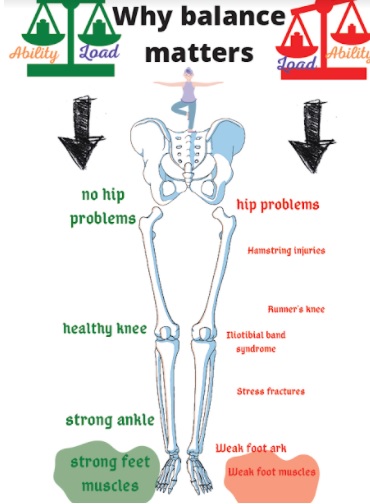 Why balance
matters
Ability Load
Load Ability
no hip
problems
hip problems
Hamstring injuries
Runner's knee
healthy knee
Iliotibial band
syndrome
Stress fractures
strong ankle
Weak foot ark
strong feet
muscles
Weak foot muscles